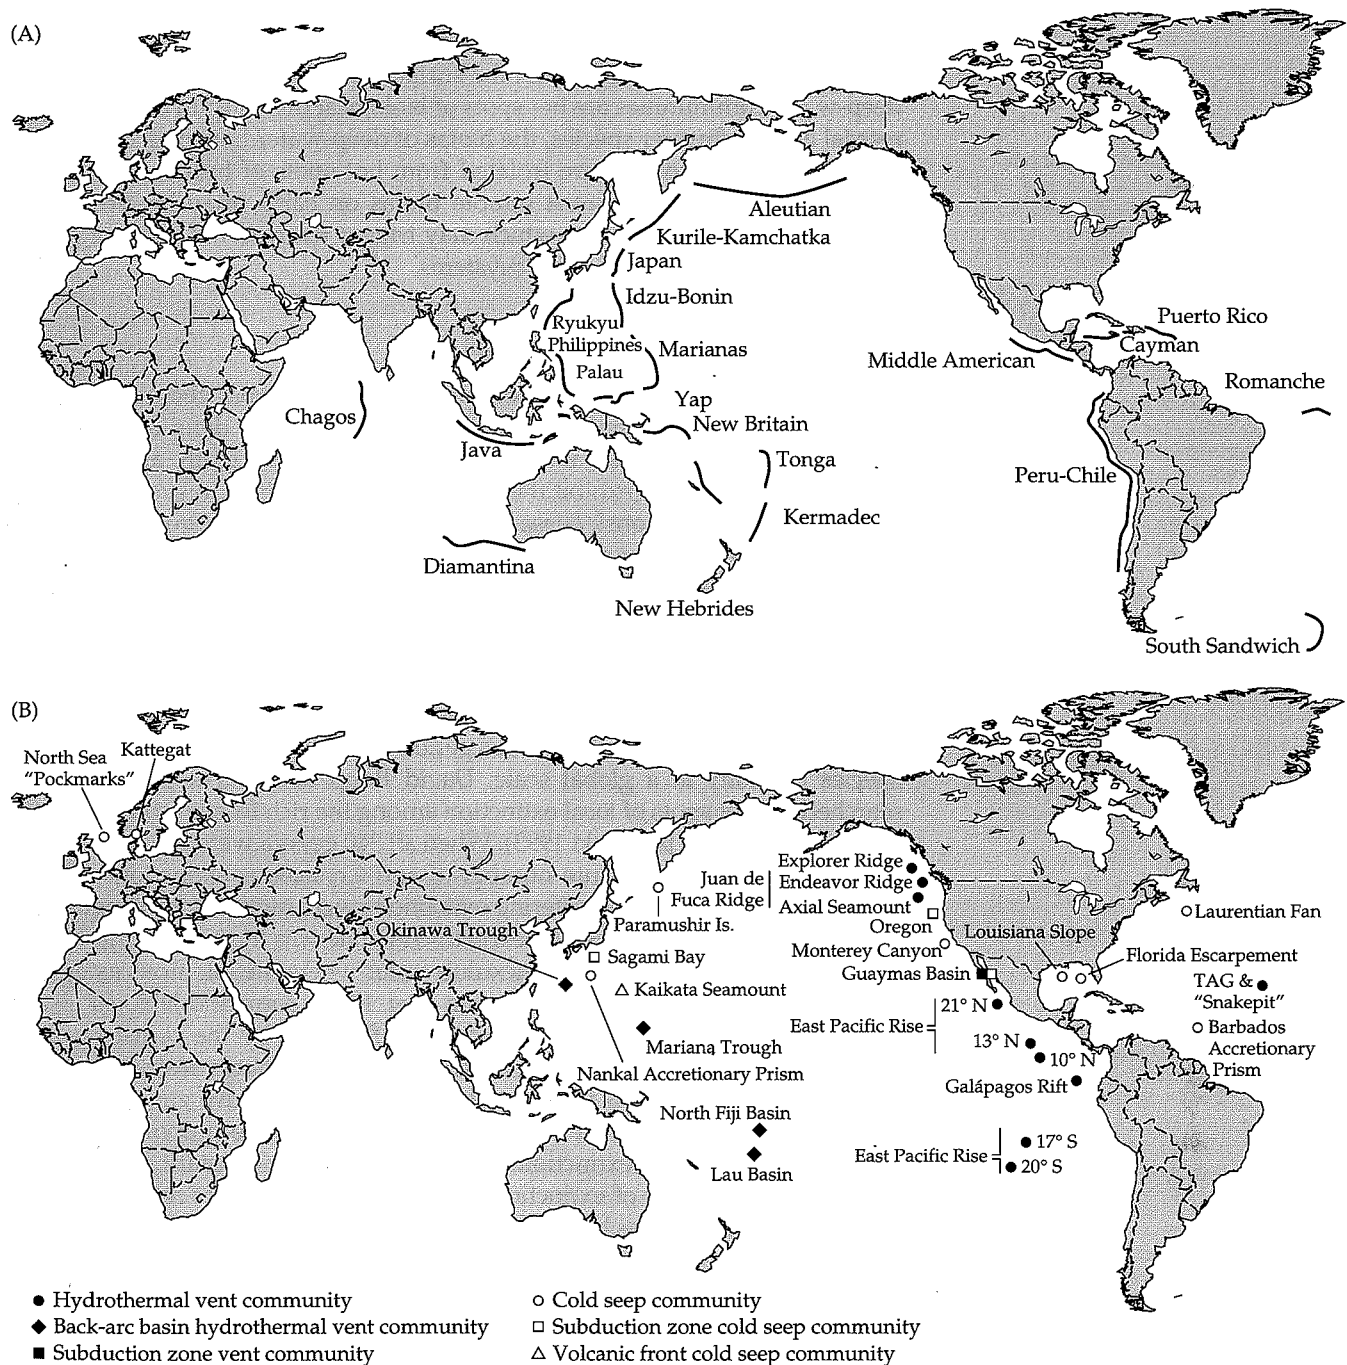 (A)
Aleutian
Kurile-Kamchatka
Japan
Idzu-Bonin
Ryukyu
Philippines
Marianas
Palau
Yap
New Britain
Chagos
Java
Tonga
Kermadec
Diamantina
New Hebrides
Puerto Rico
Cayman
Middle American
Romanche
Peru-Chile
South Sandwich
(B)
North Sea
"Pockmarks"
Kattegat
Okinawa Trough
Paramushir Is.
Sagami Bay
Kaikata Seamount
Mariana Trough
Nankal Accretionary Prism
North Fiji Basin
Lau Basin
Juan de
Fuca Ridge
Explorer Ridge
Endeavor Ridge
Axial Seamount
Oregon
Monterey Canyon
Guaymas Basin
Louisiana Slope
Laurentian Fan
Florida Escarpement
TAG &
"Snakepit"
Barbados
Accretionary
Prism
East Pacific Rise
21° N
13° N
10° N
Galápagos Rift
East Pacific Rise
17° S
20° S
Hydrothermal vent community
Back-arc basin hydrothermal vent community
Subduction zone vent community
Cold seep community
Subduction zone cold seep community
Volcanic front cold seep community